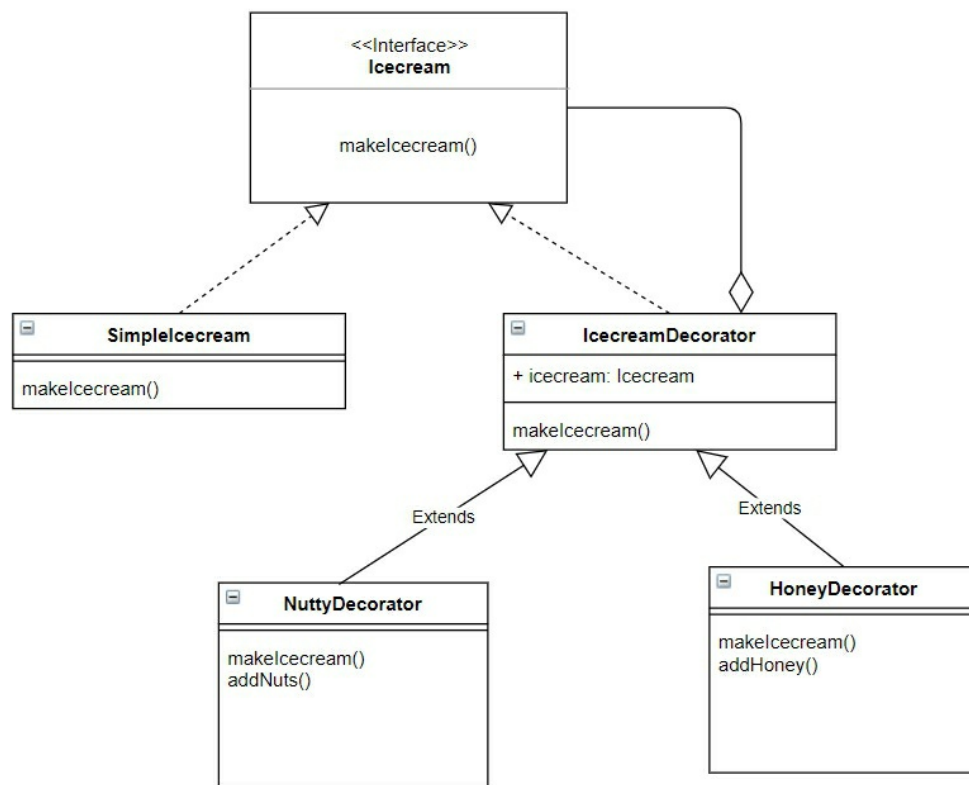 <<Interface>>
Icecream
makeIcecream()
SimpleIcecream
makeIcecream()
IcecreamDecorator
+ icecream: Icecream
makeIcecream()
Extends
Extends
NuttyDecorator
makeIcecream()
addNuts()
HoneyDecorator
makeIcecream()
addHoney()